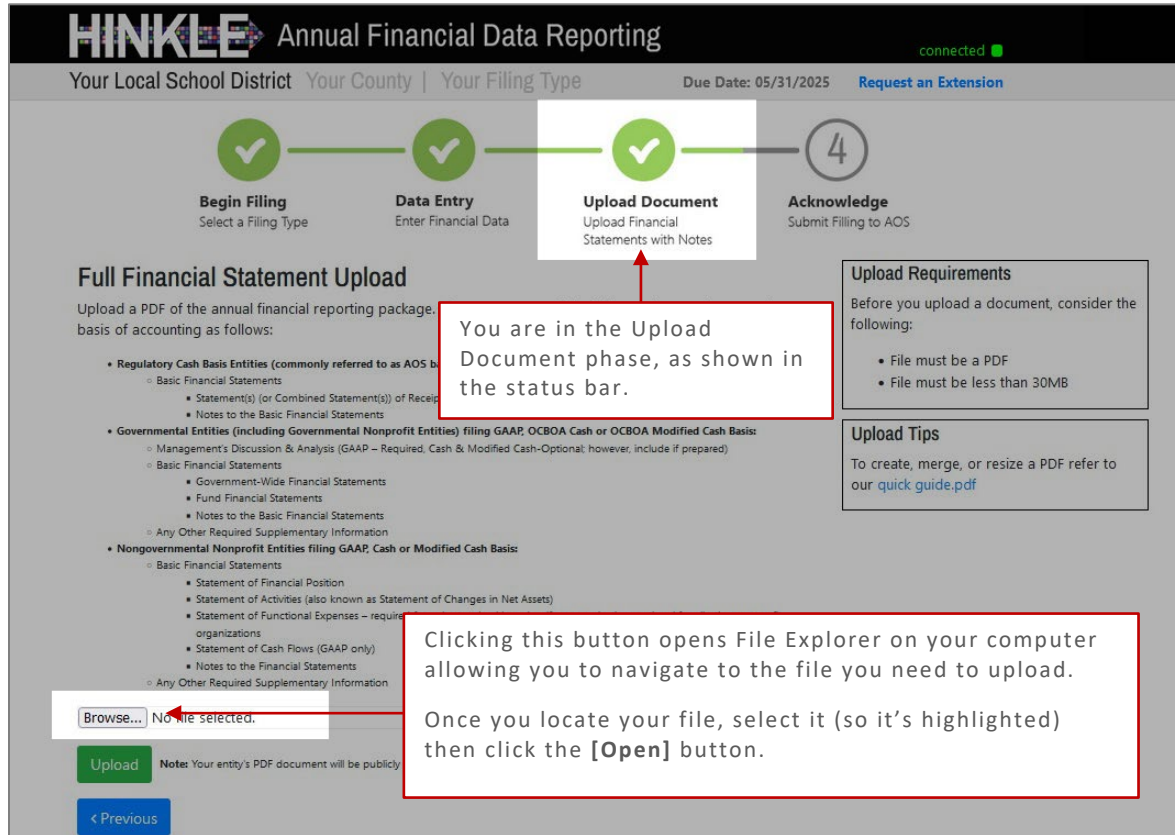 HINKLE Annual Financial Data Reporting
connected
Your Local School District Your County | Your Filing Type Due Date: 05/31/2025 Request an Extension
4
Begin Filing
Select a Filing Type
Data Entry
Enter Financial Data
Upload Document
Upload Financial
Statements with Notes
Acknowledge
Submit Filling to AOS
Full Financial Statement Upload
Upload a PDF of the annual financial reporting package.
basis of accounting as follows:
• Regulatory Cash Basis Entities (commonly referred to as AOS
○ Basic Financial Statements
▪ Statement(s) (or Combined Statement(s)) of
▪ Notes to the Basic Financial Statements
• Governmental Entities (including Governmental Nonprofit Entities) filing GAAP, OCBOA Cash or OCBOA Modified Cash Basis:
○ Management's Discussion & Analysis (GAAP – Required, Cash & Modified Cash-Optional; however, include if prepared)
○ Basic Financial Statements
▪ Government-Wide Financial Statements
▪ Fund Financial Statements
▪ Notes to the Basic Financial Statements
○ Any Other Required Supplementary Information
• Nongovernmental Nonprofit Entities filing GAAP, Cash or Modified Cash Basis:
○ Basic Financial Statements
▪ Statement of Financial Position
▪ Statement of Activities (also known as Statement of Changes in Net Assets)
▪ Statement of Functional Expenses –
organizations
▪ Statement of Cash Flows (GAAP only)
▪ Notes to the Financial Statements
○ Any Other Required Supplementary Information
Browse... No file selected.
Upload Note: Your entity's PDF document will be publicly
< Previous
You are in the Upload
Document phase, as shown in
the status bar.
Upload Requirements
Before you upload a document, consider the
following:
• File must be a PDF
• File must be less than 30MB
Upload Tips
To create, merge, or resize a PDF refer to
our quick guide.pdf
Clicking this button opens File Explorer on your computer
allowing you to navigate to the file you need to upload.
Once you locate your file, select it (so it's highlighted)
then click the [Open] button.